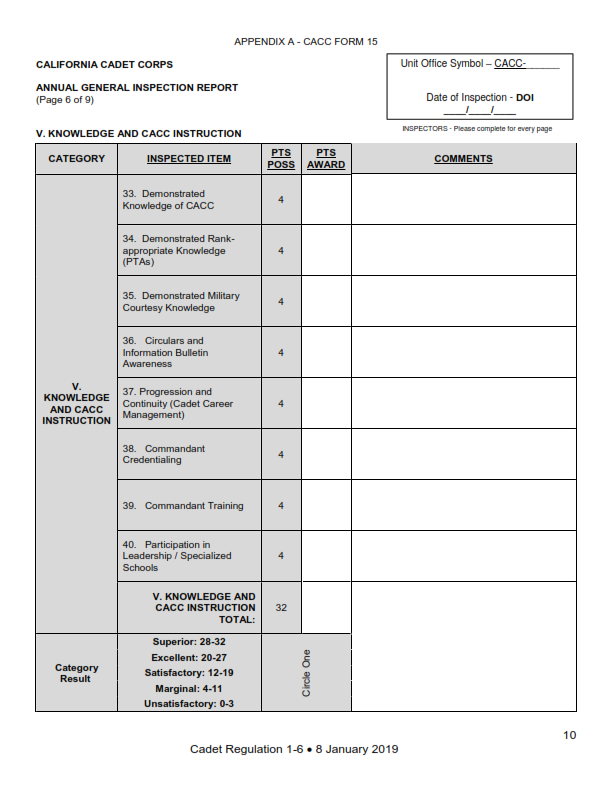 APPENDIX A - CACC FORM 15
CALIFORNIA CADET CORPS
ANNUAL GENERAL INSPECTION REPORT
(Page 6 of 9)
Unit Office Symbol – CACC-______
Date of Inspection - DOI
____/____/____
INSPECTORS - Please complete for every page
V. KNOWLEDGE AND CACC INSTRUCTION
CATEGORY
INSPECTED ITEM
PTS
POSS
PTS
AWARD
COMMENTS
V.
KNOWLEDGE
AND CACC
INSTRUCTION
33. Demonstrated
Knowledge of CACC
4
34. Demonstrated Rank-
appropriate Knowledge
(PTAs)
4
35. Demonstrated Military
Courtesy Knowledge
4
36. Circulars and
Information Bulletin
Awareness
4
37. Progression and
Continuity (Cadet Career
Management)
4
38. Commandant
Credentialing
4
39. Commandant Training
4
40. Participation in
Leadership / Specialized
Schools
4
V. KNOWLEDGE AND
CACC INSTRUCTION
TOTAL:
32
Category
Result
Superior: 28-32
Excellent: 20-27
Satisfactory: 12-19
Marginal: 4-11
Unsatisfactory: 0-3
Circle One
10
Cadet Regulation 1-6 • 8 January 2019